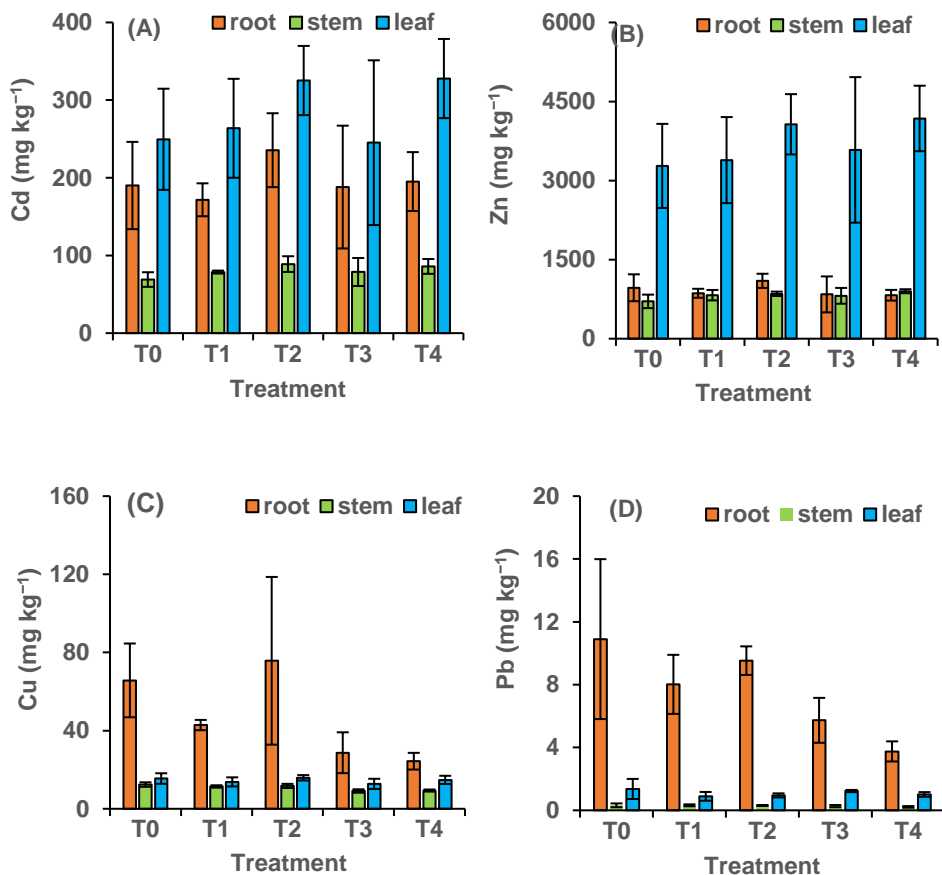 (A) root stem leaf
Cd (mg kg⁻¹)
400
300
200
100
0
T0 T1 T2 T3 T4
Treatment
(B) root stem leaf
Zn (mg kg⁻¹)
6000
4500
3000
1500
0
T0 T1 T2 T3 T4
Treatment
(C) root stem leaf
Cu (mg kg⁻¹)
160
120
80
40
0
T0 T1 T2 T3 T4
Treatment
(D) root stem leaf
Pb (mg kg⁻¹)
20
16
12
8
4
0
T0 T1 T2 T3 T4
Treatment